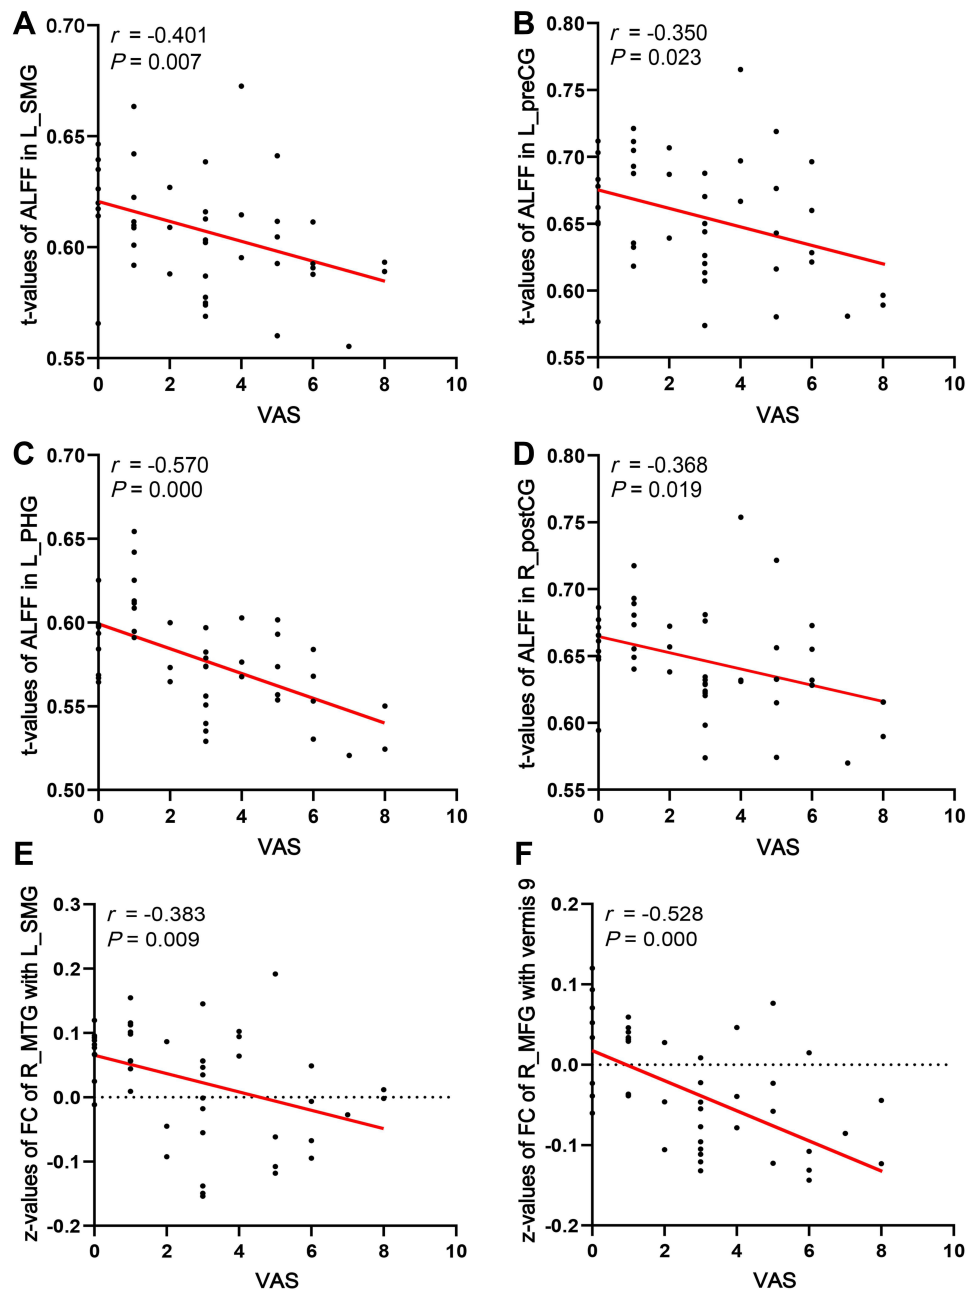 A
t-values of ALFF in L_SMG
r = -0.401
P = 0.007
0.70
0.65
0.60
0.55
0 2 4 6 8 10
VAS
B
t-values of ALFF in L_preCG
r = -0.350
P = 0.023
0.80
0.75
0.70
0.65
0.60
0.55
0 2 4 6 8 10
VAS
C
t-values of ALFF in L_PHG
r = -0.570
P = 0.000
0.70
0.65
0.60
0.55
0.50
0 2 4 6 8 10
VAS
D
t-values of ALFF in R_postCG
r = -0.368
P = 0.019
0.80
0.75
0.70
0.65
0.60
0.55
0 2 4 6 8 10
VAS
E
z-values of FC of R_MTG with L_SMG
r = -0.383
P = 0.009
0.3
0.2
0.1
0.0
-0.1
-0.2
0 2 4 6 8 10
VAS
F
z-values of FC of R_MFG with vermis 9
r = -0.528
P = 0.000
0.2
0.1
0.0
-0.1
-0.2
0 2 4 6 8 10
VAS